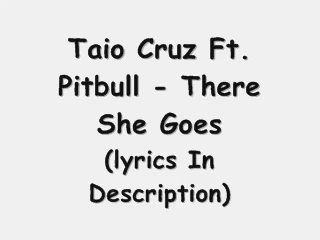 Taio Cruz Ft.
Pitbull - There
She Goes
(lyrics In
Description)